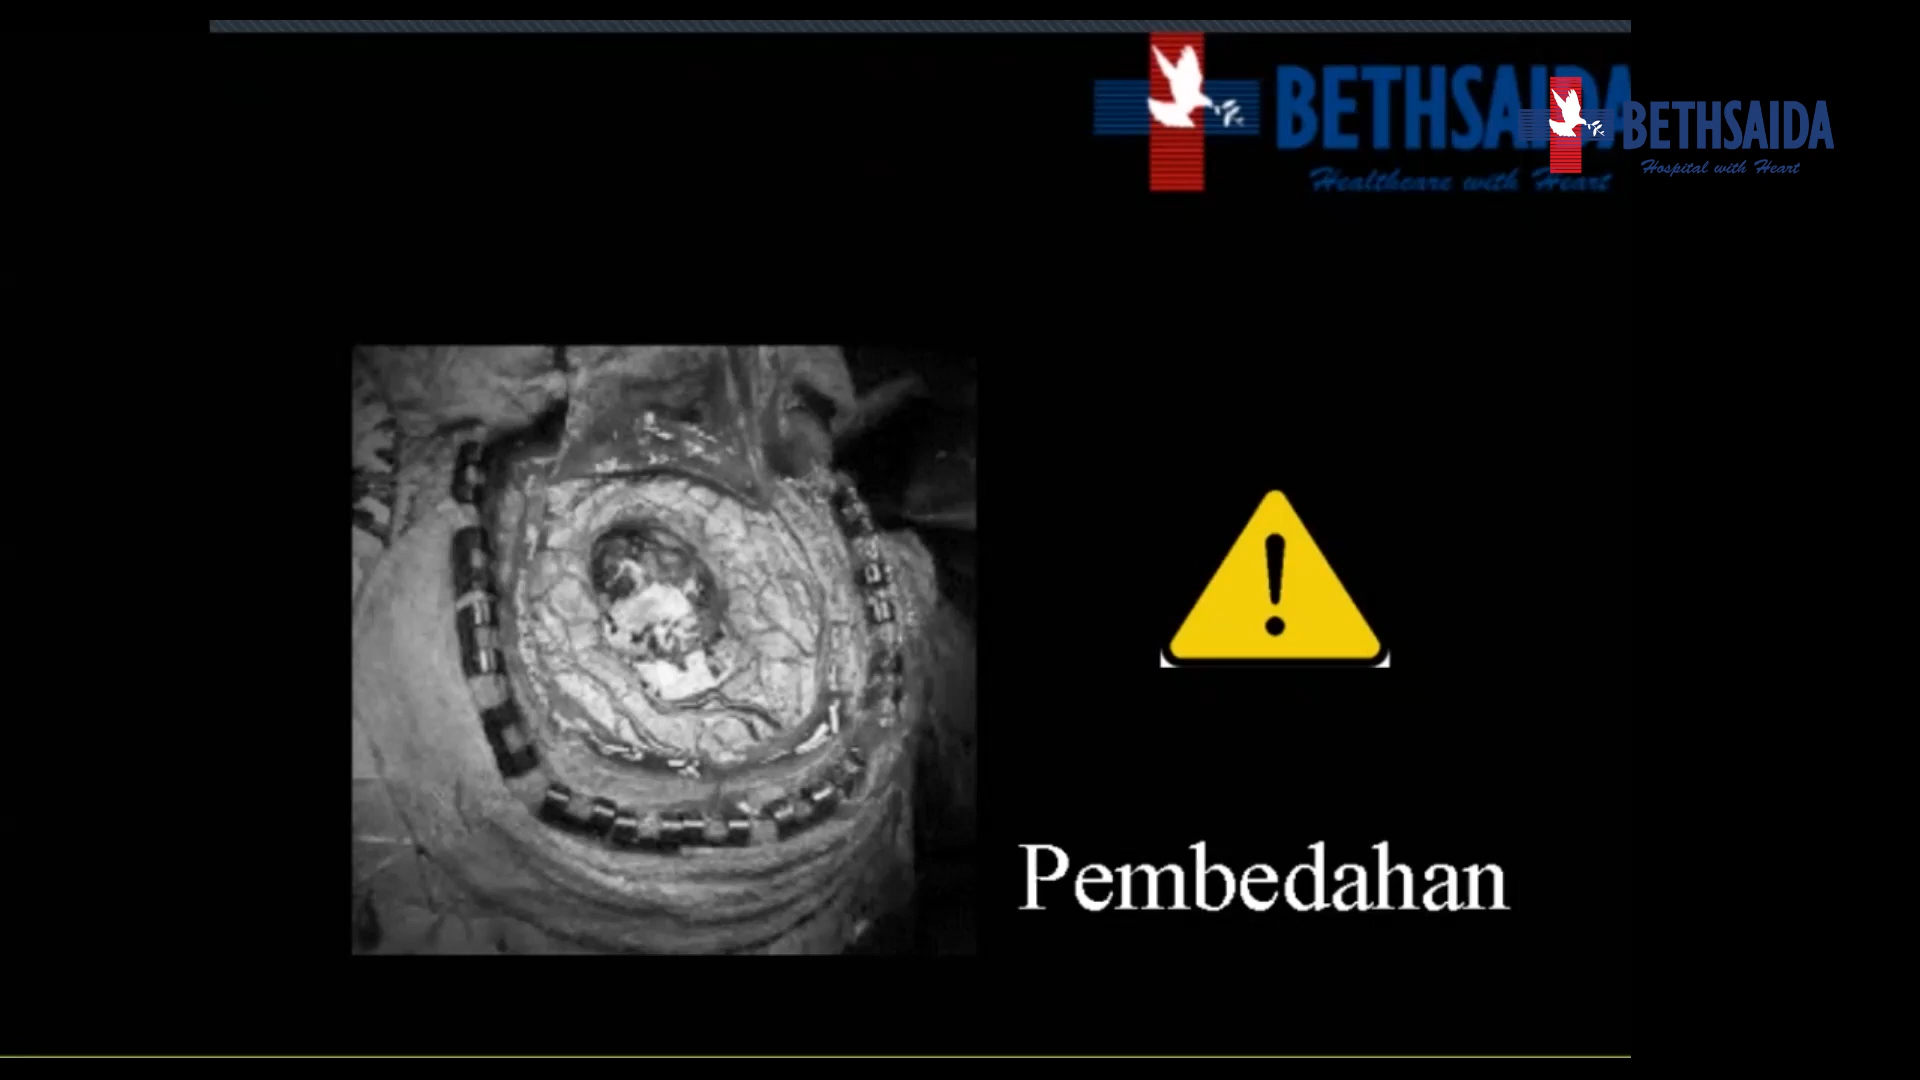 BETHSAIDA
Healthcare with Heart
BETHSAIDA
Hospital with Heart
Pembedahan